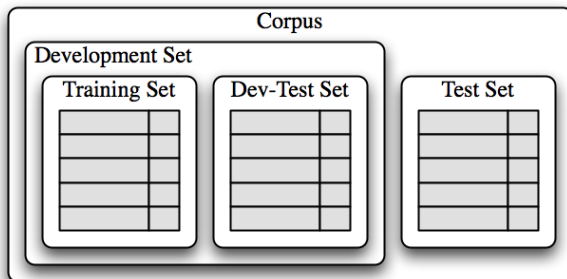 Corpus
Development Set
Training Set
Dev-Test Set
Test Set